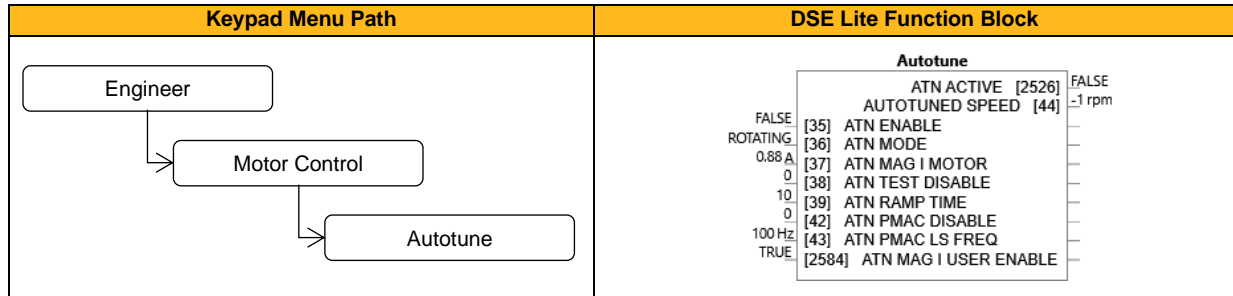 Keypad Menu Path
DSE Lite Function Block
Engineer
Motor Control
Autotune
Autotune
ATN ACTIVE [2526] FALSE
AUTOTUNED SPEED [44] -1 rpm
FALSE [35] ATN ENABLE
ROTATING [36] ATN MODE
0.88 A [37] ATN MAG I MOTOR
0 [38] ATN TEST DISABLE
10 [39] ATN RAMP TIME
0 [42] ATN PMAC DISABLE
100 Hz [43] ATN PMAC LS FREQ
TRUE [2584] ATN MAG I USER ENABLE